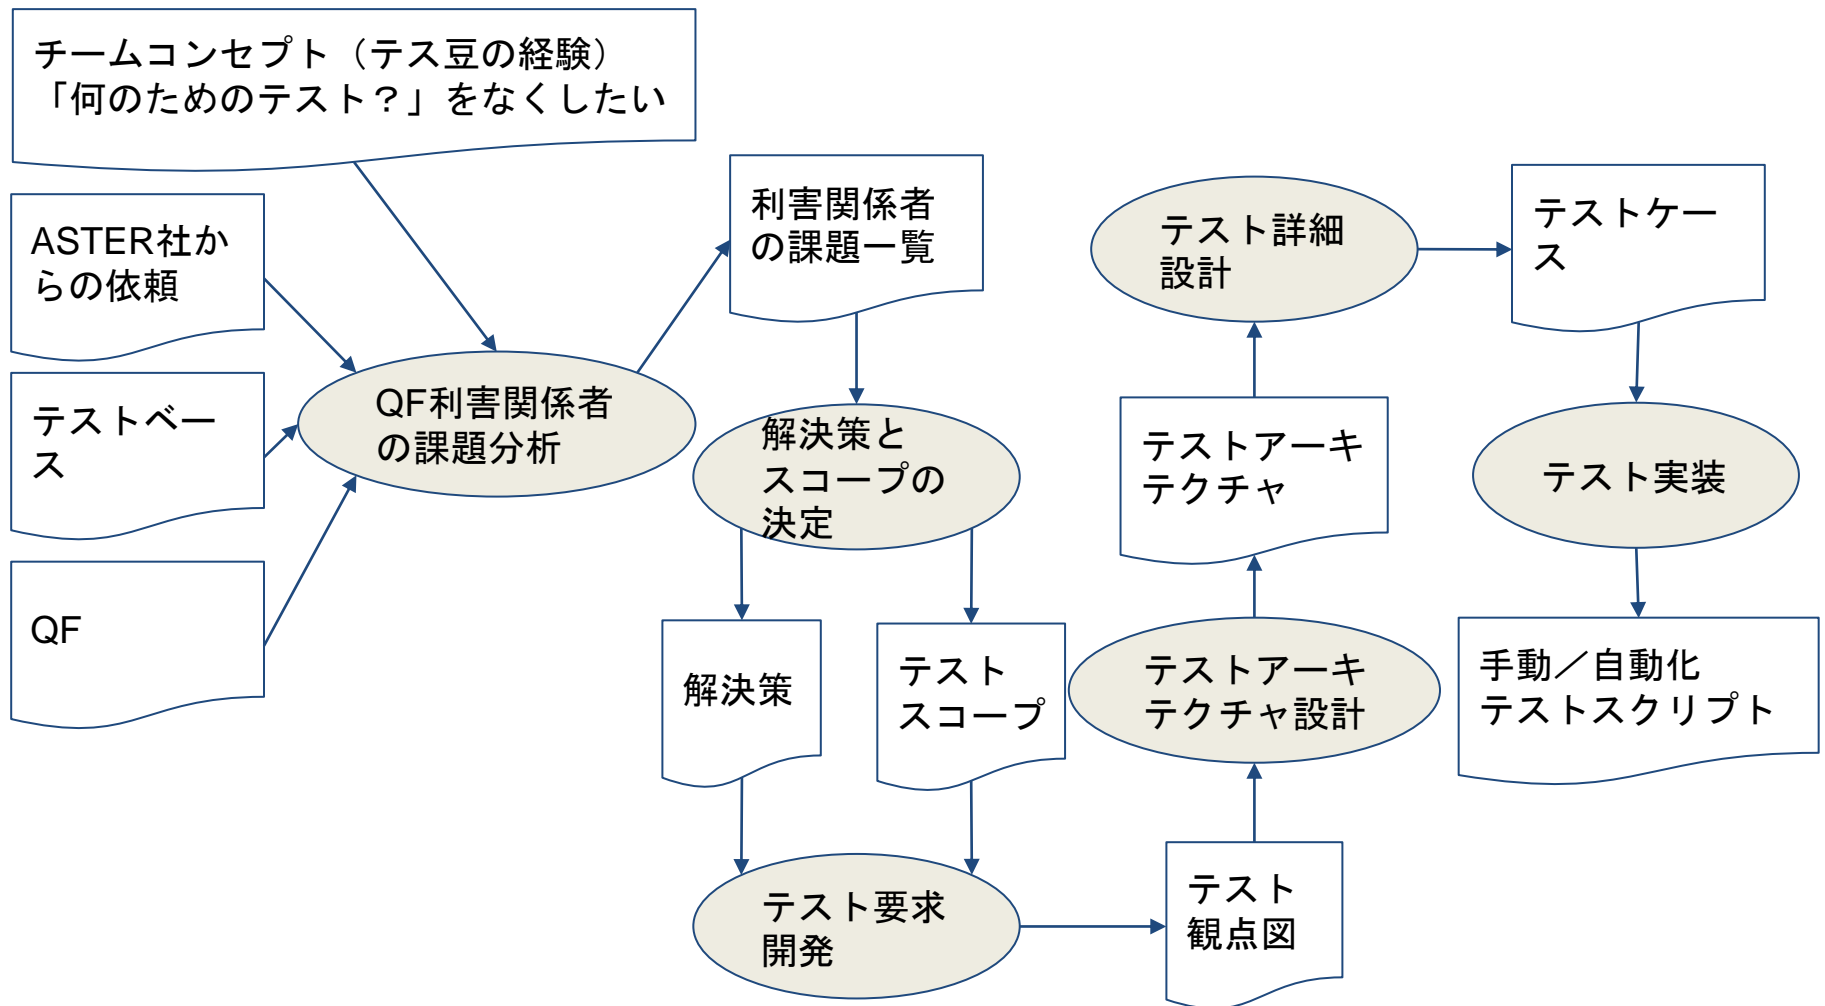 チームコンセプト（テス豆の経験）
「何のためのテスト？」をなくしたい
ASTER社か
らの依頼
テストベー
ス
QF
QF利害関係者
の課題分析
利害関係者
の課題一覧
解決策と
スコープの
決定
解決策
テスト
スコープ
テスト要求
開発
テスト
観点図
テストアーキ
テクチャ設計
テストアーキ
テクチャ
テスト詳細
設計
テストケー
ス
テスト実装
手動／自動化
テストスクリプト